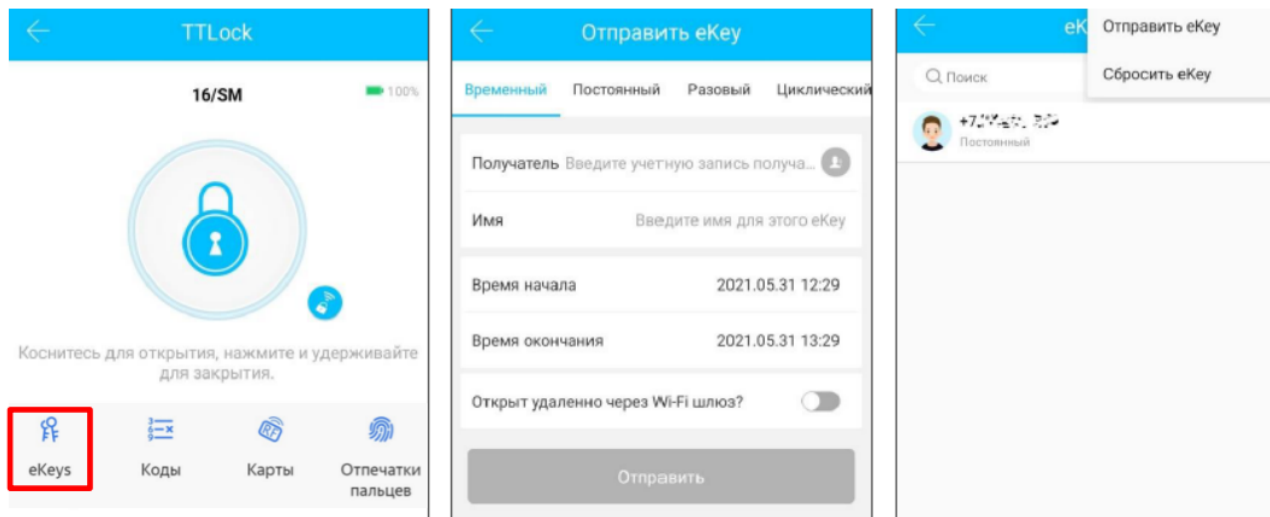 TTLock
16/SM
100%
Коснитесь для открытия, нажмите и удерживайте
для закрытия.
eKeys
Коды
Карты
Отпечатки
пальцев
Отправить eKey
Временный Постоянный Разовый Циклический
Получатель Введите учетную запись получа...
Имя Введите имя для этого eKey
Время начала 2021.05.31 12:29
Время окончания 2021.05.31 13:29
Открыт удаленно через Wi-Fi шлюз?
Отправить
eK
Отправить eKey
Сбросить eKey
Поиск
+7
Постоянный